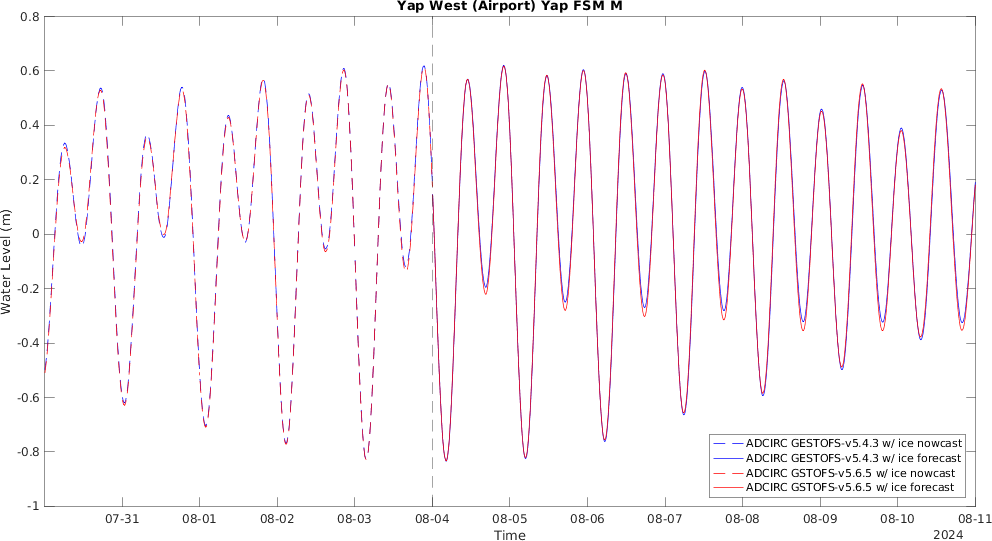 Yap West (Airport) Yap FSM M
0.8
0.6
0.4
0.2
0
-0.2
-0.4
-0.6
-0.8
-1
Water Level (m)
07-31 08-01 08-02 08-03 08-04 08-05 08-06 08-07 08-08 08-09 08-10 08-11
Time
2024
ADCIRC GESTOFS-v5.4.3 w/ ice nowcast
ADCIRC GESTOFS-v5.4.3 w/ ice forecast
ADCIRC GSTOFS-v5.6.5 w/ ice nowcast
ADCIRC GSTOFS-v5.6.5 w/ ice forecast